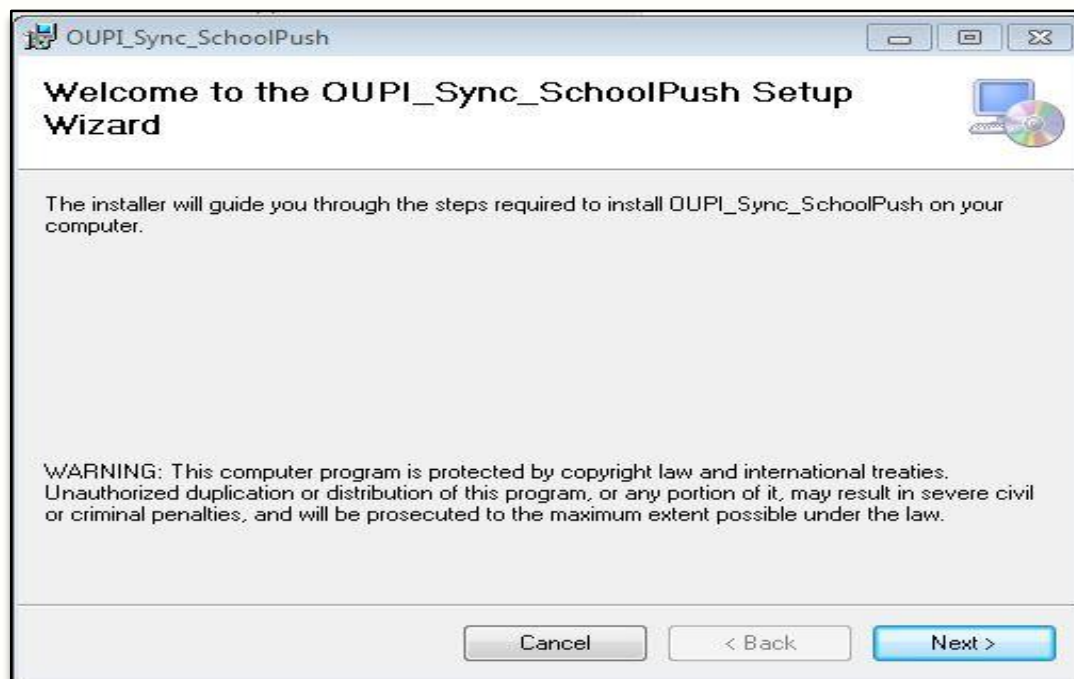 OUPI_Sync_SchoolPush
Welcome to the OUPI_Sync_SchoolPush Setup
Wizard
The installer will guide you through the steps required to install OUPI_Sync_SchoolPush on your
computer.
WARNING: This computer program is protected by copyright law and international treaties.
Unauthorized duplication or distribution of this program, or any portion of it, may result in severe civil
or criminal penalties, and will be prosecuted to the maximum extent possible under the law.
Cancel
< Back
Next >